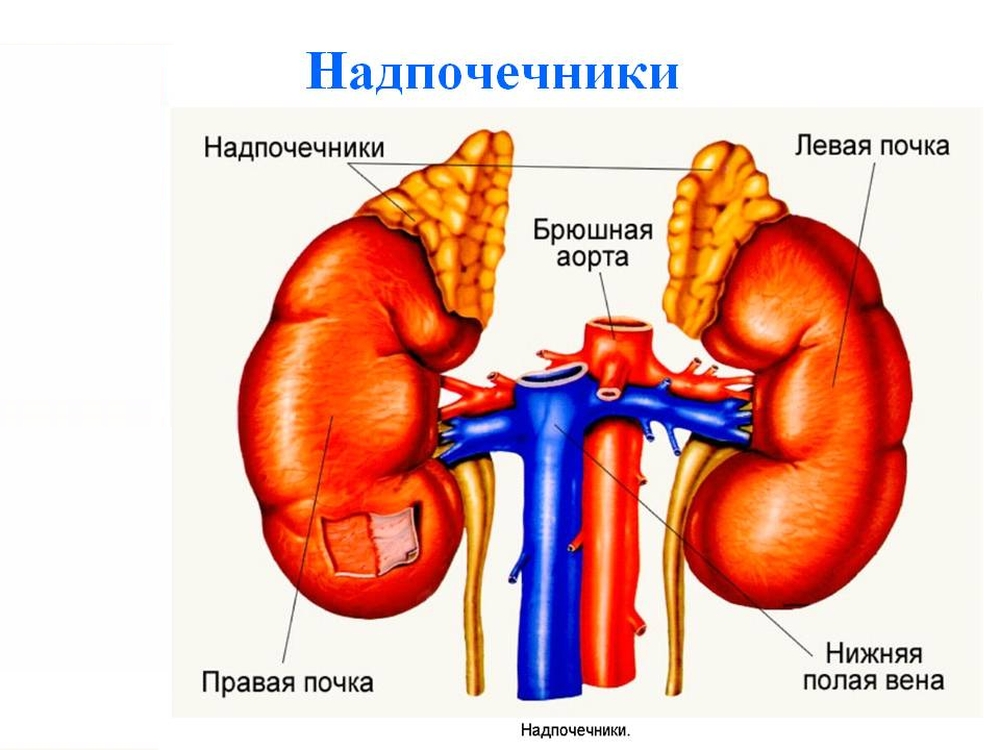 Надпочечники
Надпочечники
Левая почка
Брюшная
аорта
Правая почка
Нижняя
полая вена
Надпочечники.